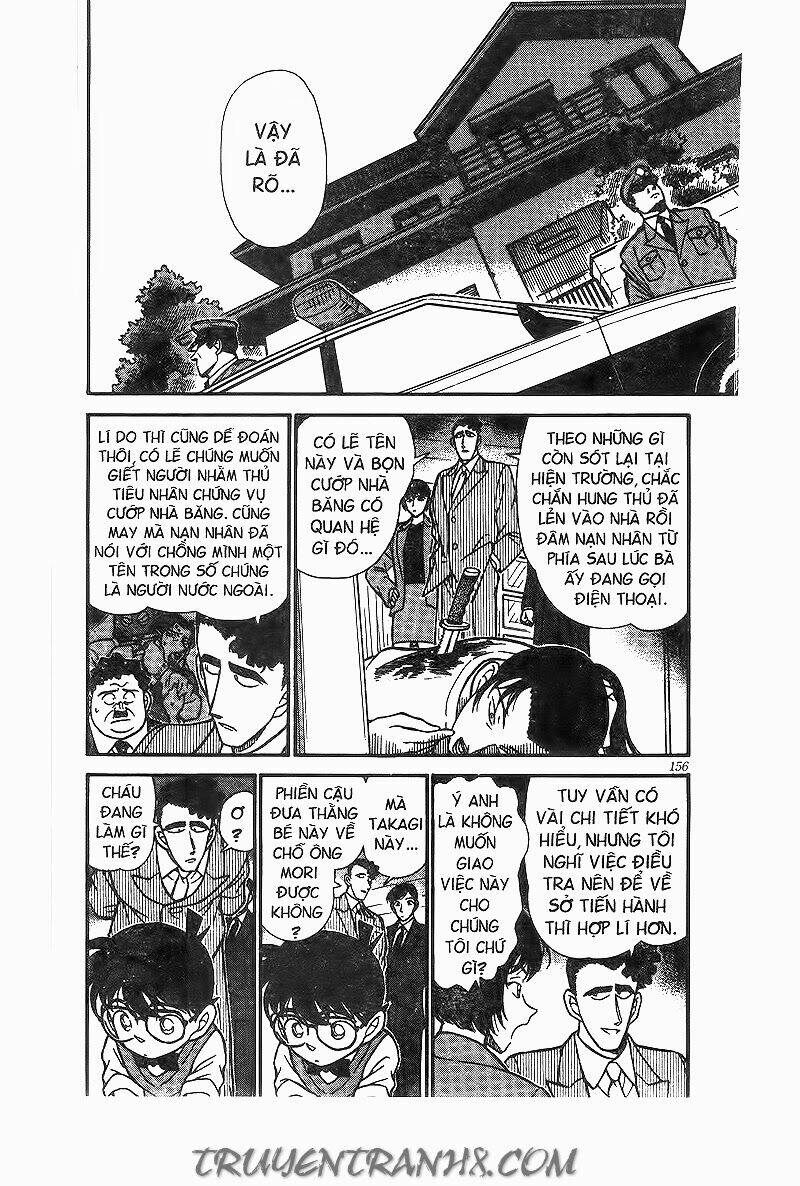 VẬY
LÀ ĐÃ
RÕ...
THEO NHỮNG GÌ
CÒN SÓT LẠI TẠI
HIỆN TRƯỜNG, CHẮC
CHẮN HUNG THỦ ĐÃ
LẺN VÀO NHÀ RỒI
ĐÂM NẠN NHÂN TỪ
PHÍA SAU LÚC BÀ
ẤY ĐANG GỌI
ĐIỆN THOẠI.
CÓ LẼ TÊN
NÀY VÀ BỌN
CƯỚP NHÀ
BĂNG CÓ
QUAN HỆ
GÌ ĐÓ...
LÍ DO THÌ CŨNG DỄ ĐOÁN
THÔI, CÓ LẼ CHÚNG MUỐN
GIẾT NGƯỜI NHẰM THỦ
TIÊU NHÂN CHỨNG VỤ
CƯỚP NHÀ BĂNG. CŨNG
MAY MÀ NẠN NHÂN ĐÃ
NÓI VỚI CHỒNG MÌNH MỘT
TÊN TRONG SỐ CHÚNG
LÀ NGƯỜI NƯỚC NGOÀI.
156
TUY VẪN CÓ
VÀI CHI TIẾT KHÓ
HIỂU, NHƯNG TÔI
NGHĨ VIỆC ĐIỀU
TRA NÊN ĐỂ VỀ
SỞ TIẾN HÀNH
THÌ HỢP LÍ HƠN.
Ý ANH
LÀ KHÔNG
MUỐN
GIAO
VIỆC NÀY
CHO
CHÚNG
TÔI CHỨ
GÌ?
MÀ
TAKAGI
NÀY...
PHIỀN CẬU
ĐƯA THẰNG
BÉ NÀY VỀ
CHỖ ÔNG
MORI
ĐƯỢC
KHÔNG
?
Ơ
?
CHÁU
ĐANG
LÀM GÌ
THẾ?
TRUYENTRANH8.COM